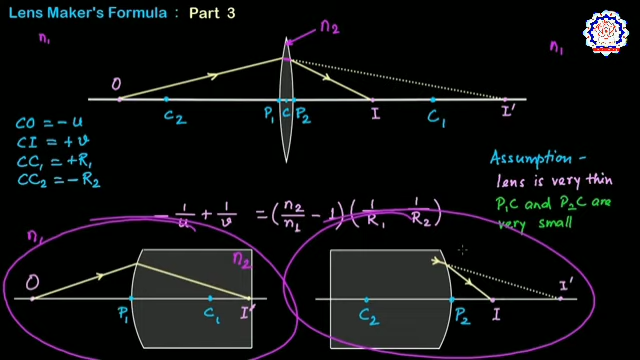 Lens Maker's Formula : Part 3
n₁ n₂ n₁
O C₂ P₁ C P₂ I C₁ I'
CO = - u
CI = + v
CC₁ = +R₁
CC₂ = - R₂
Assumption -
lens is very thin
P₁C and P₂C are
very small
- 1/u + 1/v = (n₂/n₁ - 1) (1/R₁ - 1/R₂)
n₁ n₂
O P₁ C₁ I'
C₂ P₂ I I'